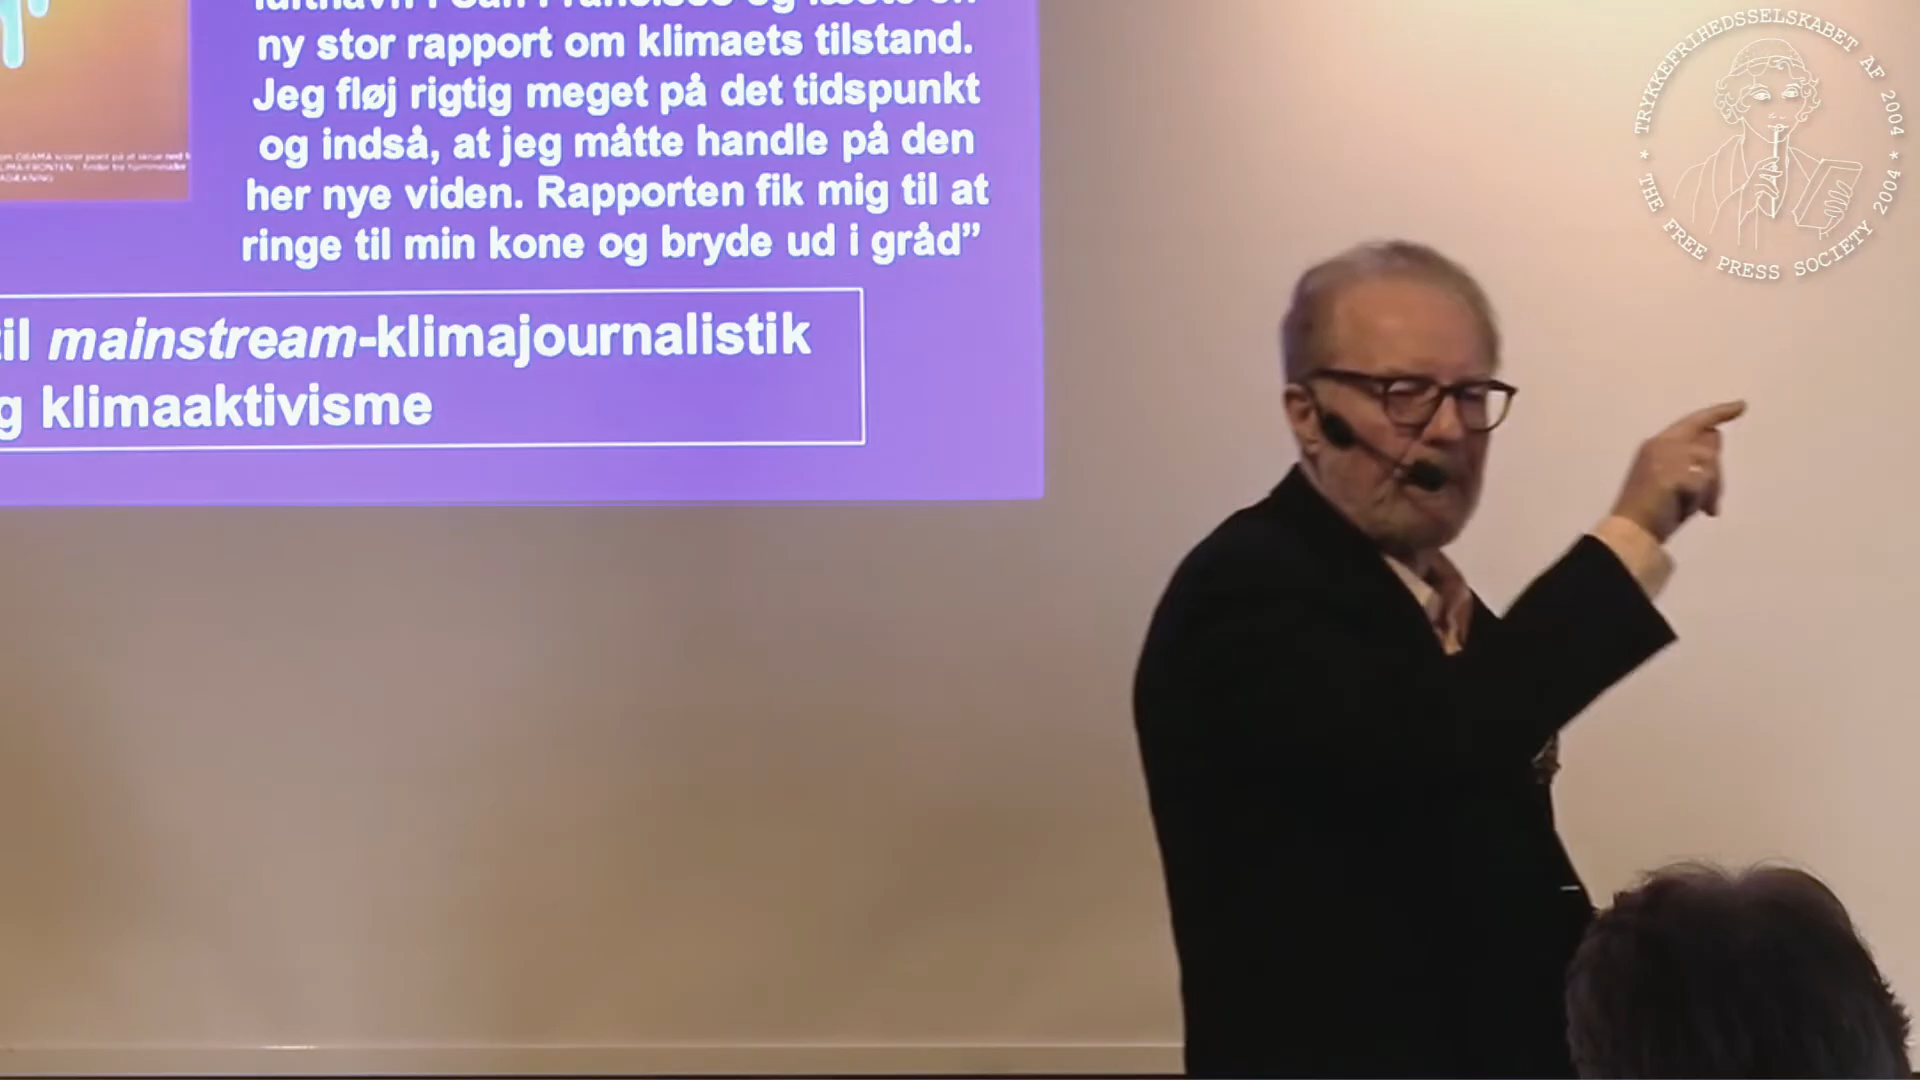 ny stor rapport om klimaets tilstand.
Jeg fløj rigtig meget på det tidspunkt
og indså, at jeg måtte handle på den
her nye viden. Rapporten fik mig til at
ringe til min kone og bryde ud i gråd”
til mainstream-klimajournalistik
klimaaktivisme
* TRYKKEFRIHEDSSELSKABET AF 2004 *
THE FREE PRESS SOCIETY 2004